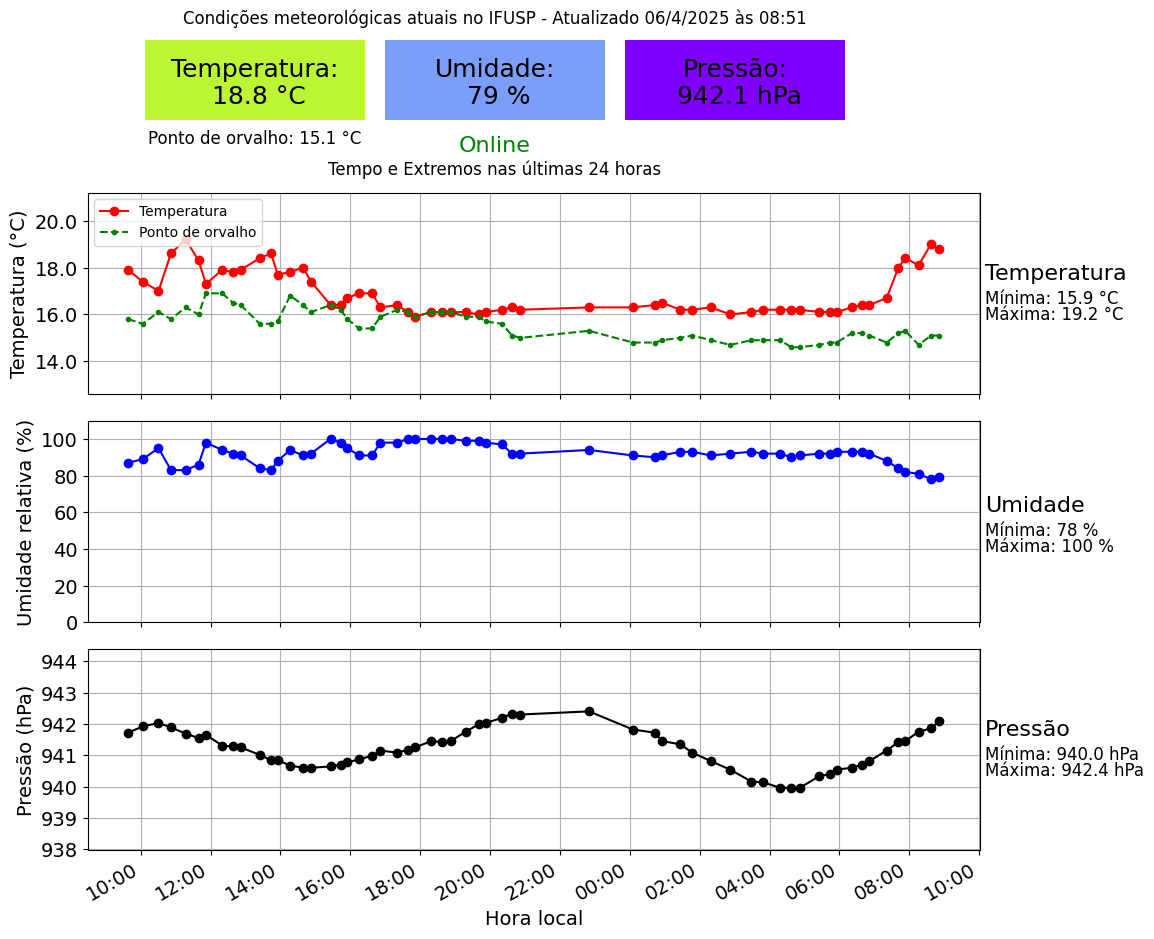 Condições meteorológicas atuais no IFUSP - Atualizado 06/4/2025 às 08:51
Temperatura:
18.8 °C
Umidade:
79 %
Pressão:
942.1 hPa
Ponto de orvalho: 15.1 °C
Online
Tempo e Extremos nas últimas 24 horas
Temperatura (°C)
20.0
18.0
16.0
14.0
Temperatura
Ponto de orvalho
Temperatura
Mínima: 15.9 °C
Máxima: 19.2 °C
Umidade relativa (%)
100
80
60
40
20
0
Umidade
Mínima: 78 %
Máxima: 100 %
Pressão (hPa)
944
943
942
941
940
939
938
Pressão
Mínima: 940.0 hPa
Máxima: 942.4 hPa
10:00 12:00 14:00 16:00 18:00 20:00 22:00 00:00 02:00 04:00 06:00 08:00 10:00
Hora local